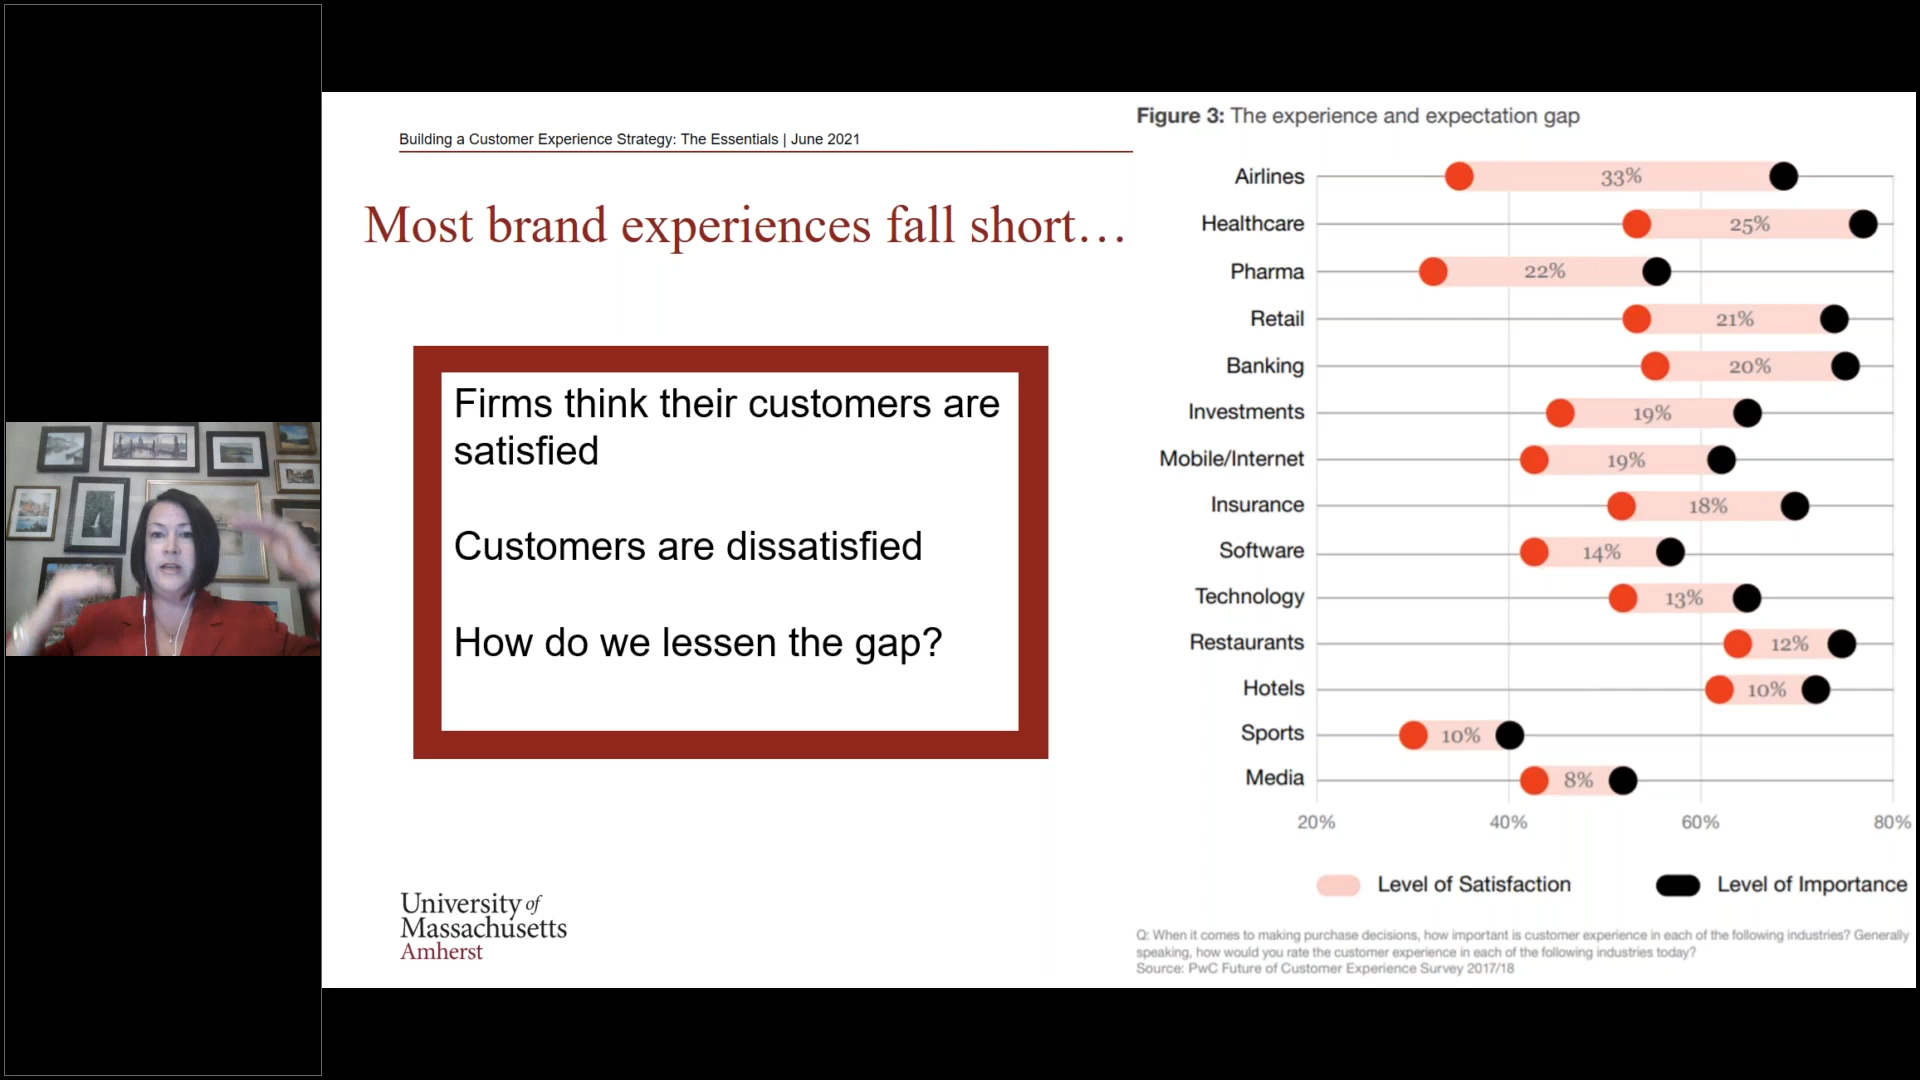 Building a Customer Experience Strategy: The Essentials | June 2021
Most brand experiences fall short…
Firms think their customers are
satisfied
Customers are dissatisfied
How do we lessen the gap?
University of
Massachusetts
Amherst
Figure 3: The experience and expectation gap
Airlines 33%
Healthcare 25%
Pharma 22%
Retail 21%
Banking 20%
Investments 19%
Mobile/Internet 19%
Insurance 18%
Software 14%
Technology 13%
Restaurants 12%
Hotels 10%
Sports 10%
Media 8%
20% 40% 60% 80%
Level of Satisfaction Level of Importance
Q: When it comes to making purchase decisions, how important is customer experience in each of the following industries? Generally
speaking, how would you rate the customer experience in each of the following industries today?
Source: PwC Future of Customer Experience Survey 2017/18